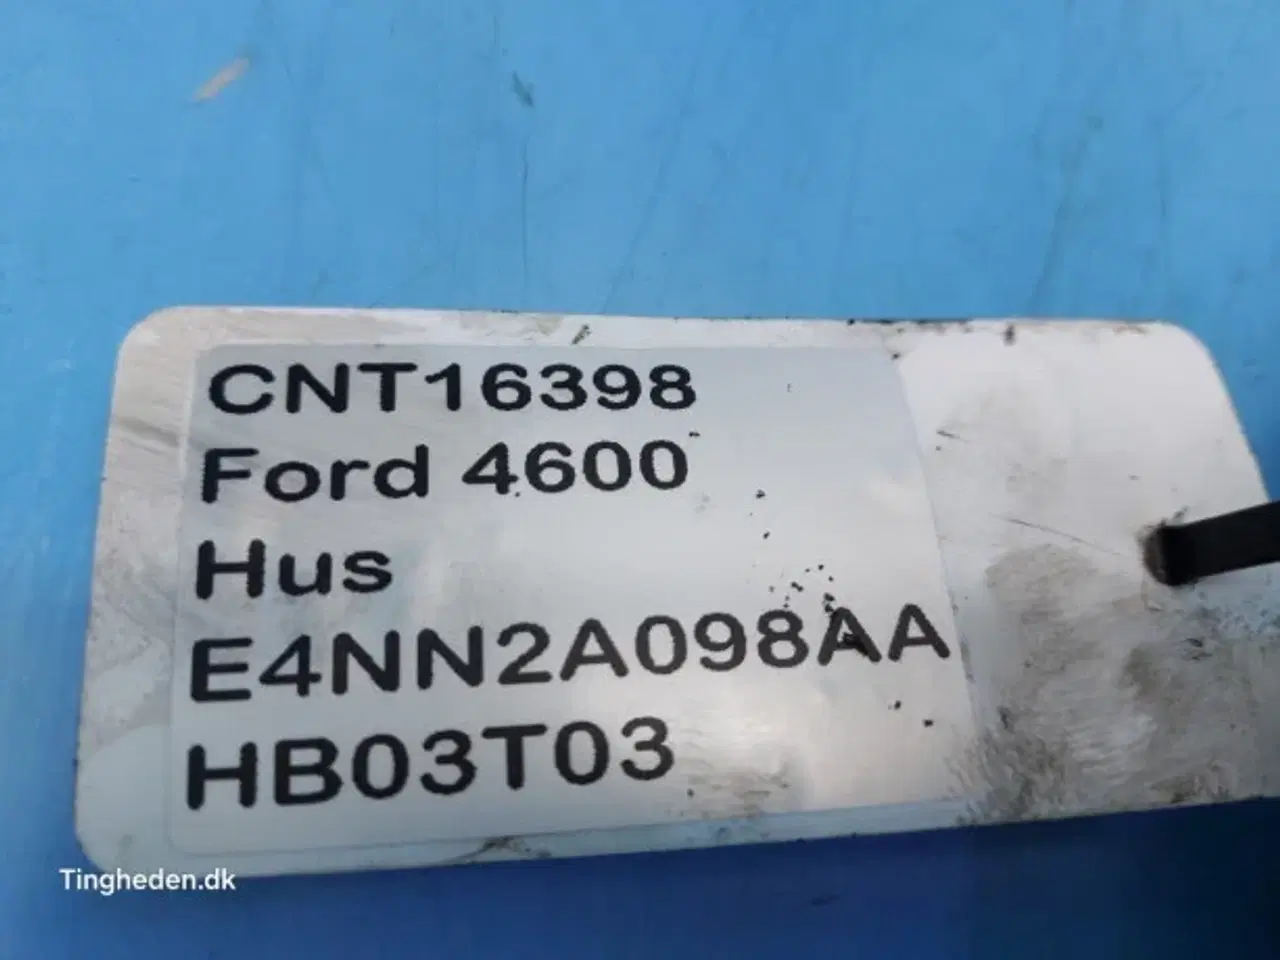 CNT16398
Ford 4600
Hus
E4NN2A098AA
HB03T03
Tingheden.dk